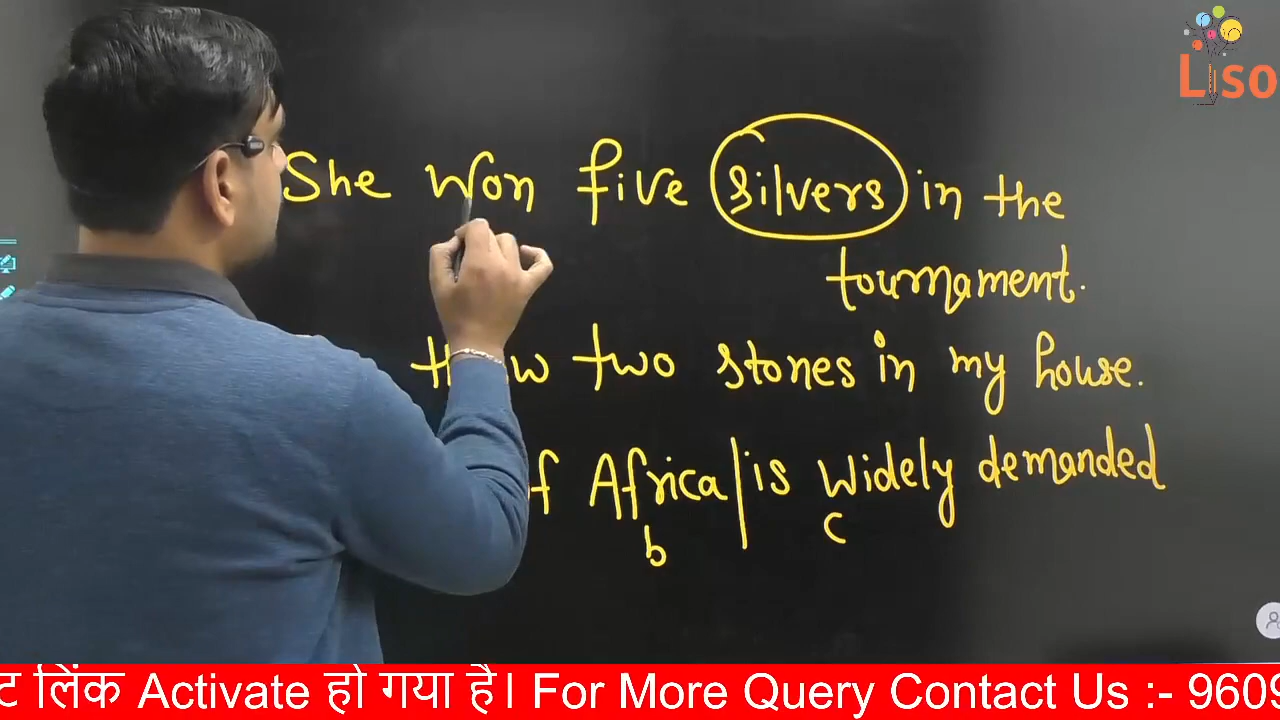 Liso
She won five silvers in the
tournament.
two stones in my house.
Africa | is widely demanded
b c
लिंक Activate हो गया है। For More Query Contact Us :- 9609